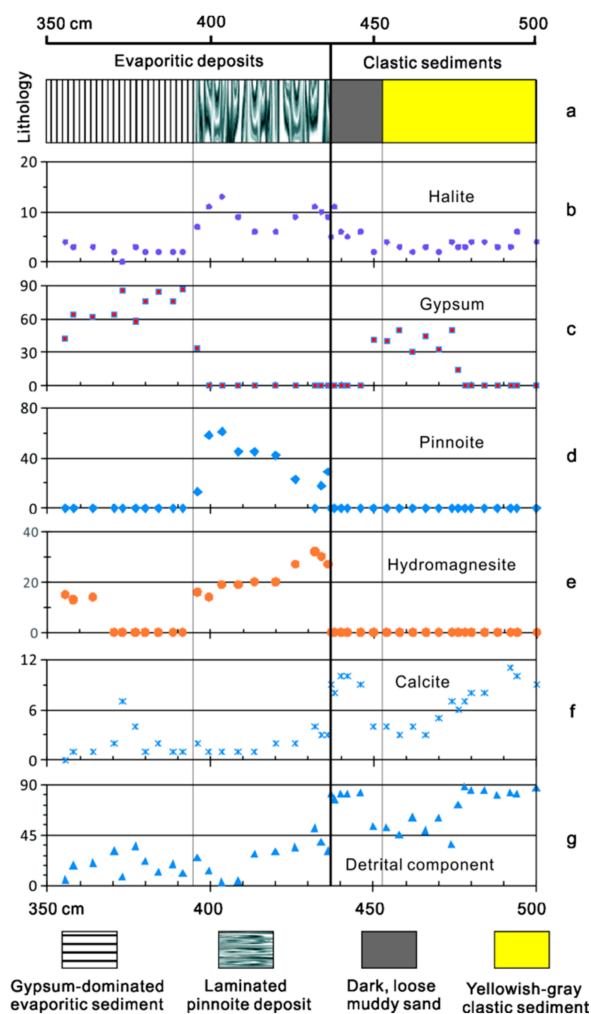 350 cm 400 450 500
Evaporitic deposits Clastic sediments
Lithology
a
20
10
0
Halite
b
90
60
30
0
Gypsum
c
80
40
0
Pinnoite
d
40
20
0
Hydromagnesite
e
12
6
0
Calcite
f
90
45
0
Detrital component
g
350 cm 400 450 500
Gypsum-dominated
evaporitic sediment
Laminated
pinnoite deposit
Dark, loose
muddy sand
Yellowish-gray
clastic sediment